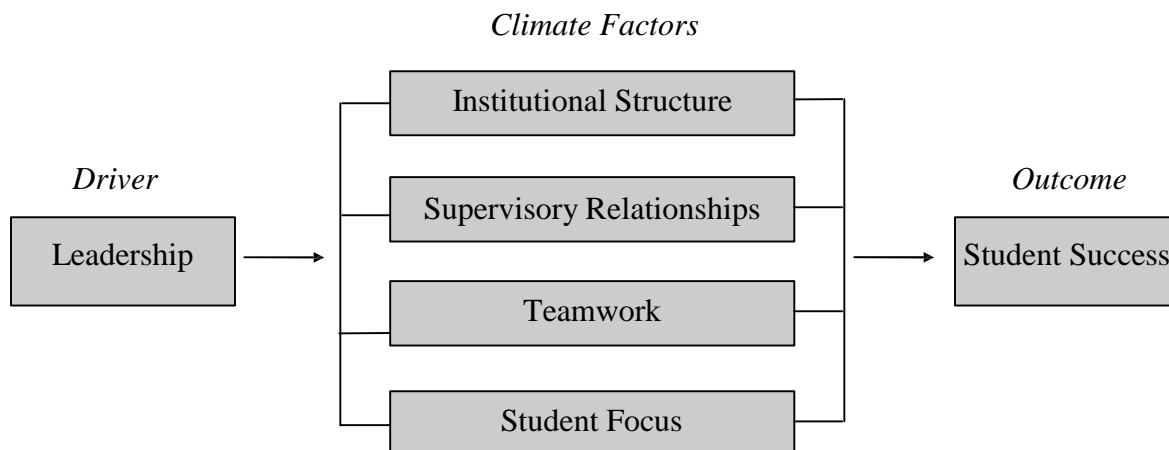 Climate Factors
Institutional Structure
Driver
Supervisory Relationships
Outcome
Leadership
Student Success
Teamwork
Student Focus